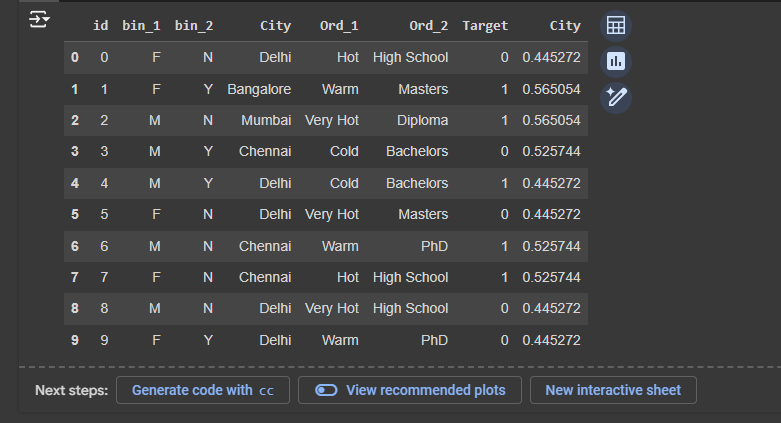 id bin_1 bin_2 City Ord_1 Ord_2 Target City
0 0 F N Delhi Hot High School 0 0.445272
1 1 F Y Bangalore Warm Masters 1 0.565054
2 2 M N Mumbai Very Hot Diploma 1 0.565054
3 3 M Y Chennai Cold Bachelors 0 0.525744
4 4 M Y Delhi Cold Bachelors 1 0.445272
5 5 F N Delhi Very Hot Masters 0 0.445272
6 6 M N Chennai Warm PhD 1 0.525744
7 7 F N Chennai Hot High School 1 0.525744
8 8 M N Delhi Very Hot High School 0 0.445272
9 9 F Y Delhi Warm PhD 0 0.445272
Next steps: Generate code with cc View recommended plots New interactive sheet